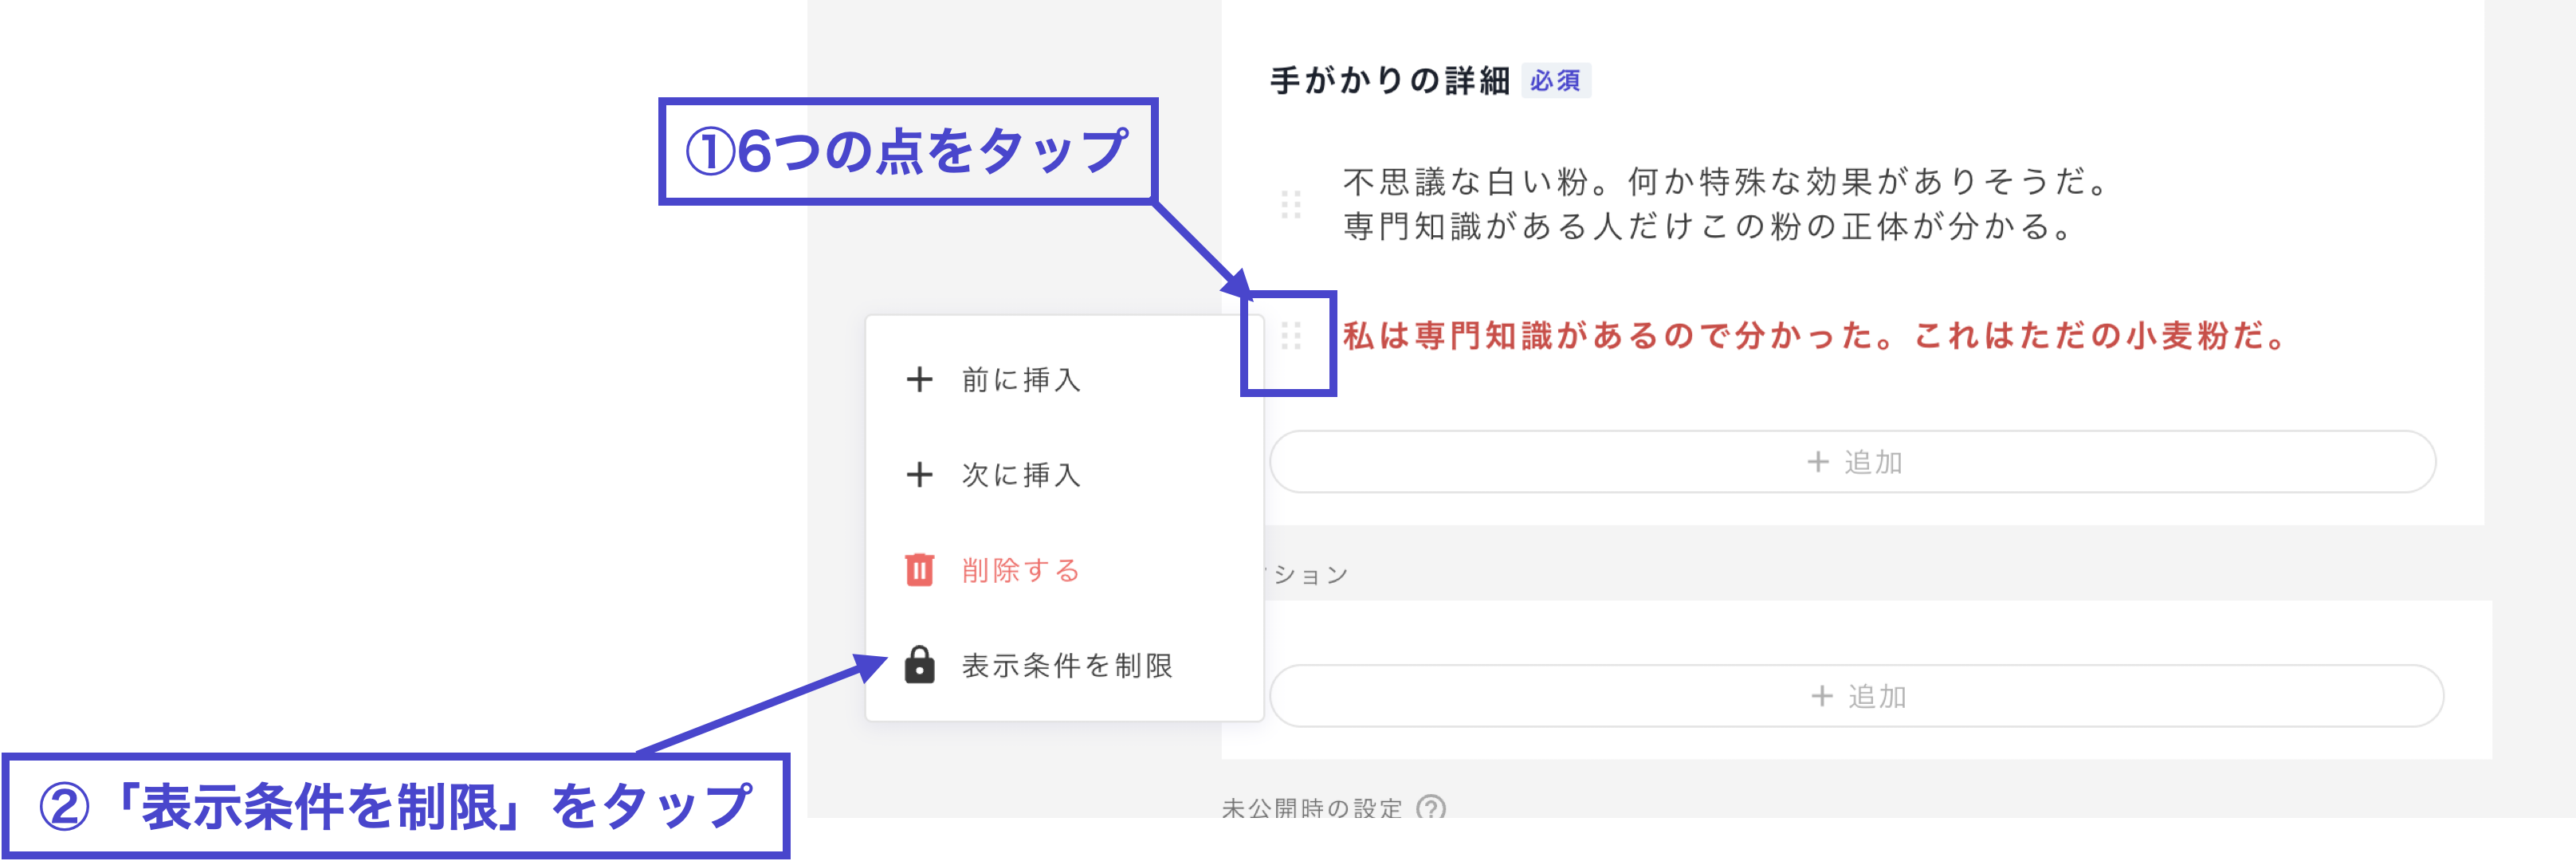 手がかりの詳細 必須
①6つの点をタップ
不思議な白い粉。何か特殊な効果がありそうだ。
専門知識がある人だけこの粉の正体が分かる。
私は専門知識があるので分かった。これはただの小麦粉だ。
+ 前に挿入
+ 次に挿入
削除する
表示条件を制限
+ 追加
ション
+ 追加
②「表示条件を制限」をタップ
未公開時の設定 ?